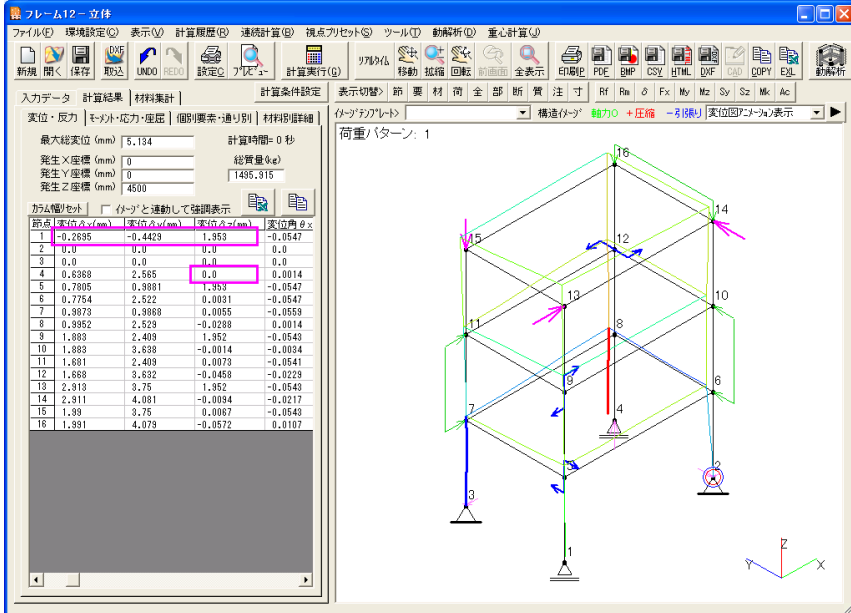 フレーム12－立体
ファイル(F) 環境設定(C) 表示(V) 計算履歴(R) 連続計算(B) 視点プリセット(S) ツール(T) 動解析(D) 重心計算(J)
新規 開く 保存 取込 UNDO REDO 設定C プレビュー 計算実行(G) リアルタイム 移動 拡縮 回転 前画面 全表示 印刷P PDF BMP CSV HTML DXF CAD COPY EXL 動解析
DXF
入力データ 計算結果 材料集計 計算条件設定
表示切替> 節 要 材 荷 全 部 断 質 注 寸 Rf Rm δ Fx My Mz Sy Sz Mk Ac
変位・反力 モーメント・応力・座屈 個別要素・通り別 材料別詳細
イメージテンプレート> 構造イメージ 軸力0 +圧縮 -引張り 変位図アニメーション表示
最大総変位 (mm) 5.134 計算時間= 0 秒
発生X座標 (mm) 0 総質量(kg)
発生Y座標 (mm) 0 1495.915
発生Z座標 (mm) 4500
カラム幅リセット イメージと連動して強調表示
節点 変位δx(mm) 変位δy(mm) 変位δz(mm) 変位角θx
1 -0.2695 -0.4429 1.953 -0.0547
2 0.0 0.0 0.0 0.0
3 0.0 0.0 0.0 0.0
4 0.6368 2.565 0.0 0.0014
5 0.7805 0.9881 1.953 -0.0547
6 0.7754 2.522 0.0031 -0.0547
7 0.9873 0.9868 0.0055 -0.0559
8 0.9952 2.529 -0.0288 0.0014
9 1.883 2.409 1.952 -0.0543
10 1.883 3.638 -0.0014 -0.0034
11 1.681 2.409 0.0073 -0.0541
12 1.668 3.632 -0.0458 -0.0229
13 2.913 3.75 1.952 -0.0543
14 2.911 4.081 -0.0094 -0.0217
15 1.99 3.75 0.0067 -0.0543
16 1.991 4.079 -0.0572 0.0107
荷重パターン: 1
16
14
15
12
13
10
11
8
9
6
7
4
5
2
3
1
Z
Y
X